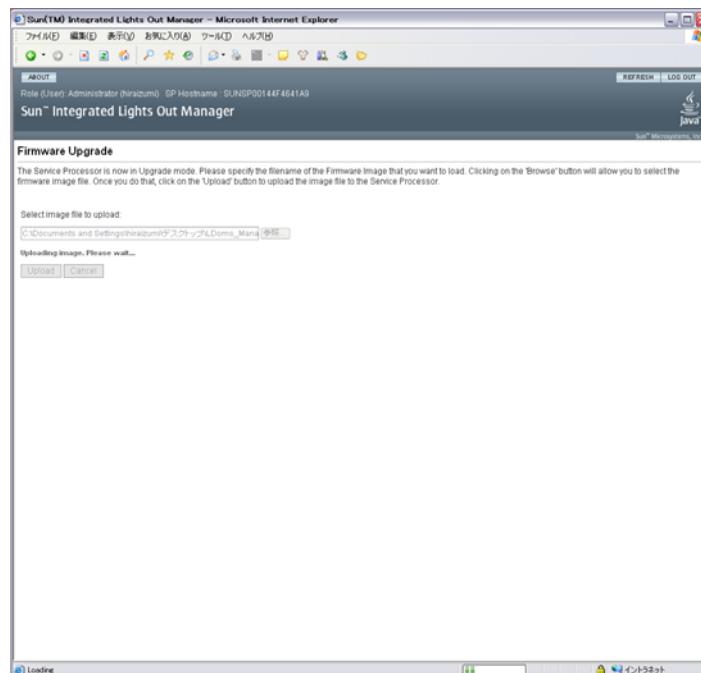 Sun(TM) Integrated Lights Out Manager - Microsoft Internet Explorer
ファイル(F) 編集(E) 表示(V) お気に入り(A) ツール(T) ヘルプ(H)
ABOUT
REFRESH LOG OUT
Role (User): Administrator (hiraizumi) SP Hostname : SUNSP00144F4641A9
Sun™ Integrated Lights Out Manager
Java
Sun™ Microsystems, Inc
Firmware Upgrade
The Service Processor is now in Upgrade mode. Please specify the filename of the Firmware Image that you want to load. Clicking on the 'Browse' button will allow you to select the
firmware image file. Once you do that, click on the 'Upload' button to upload the image file to the Service Processor.
Select image file to upload:
C:\Documents and Settings\hiraizumi\デスクトップ\LDoms_Mana 参照...
Uploading image. Please wait...
Upload Cancel
Loading
イントラネット